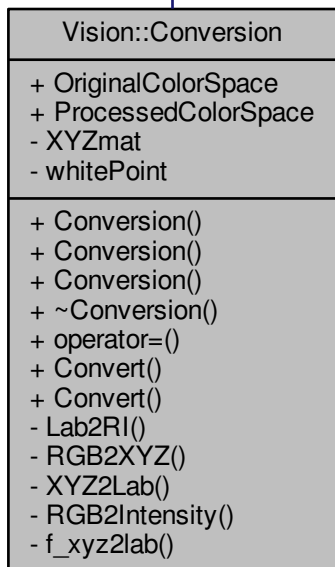 Vision::Conversion
+ OriginalColorSpace
+ ProcessedColorSpace
- XYZmat
- whitePoint
+ Conversion()
+ Conversion()
+ Conversion()
+ ~Conversion()
+ operator=()
+ Convert()
+ Convert()
- Lab2RI()
- RGB2XYZ()
- XYZ2Lab()
- RGB2Intensity()
- f_xyz2lab()